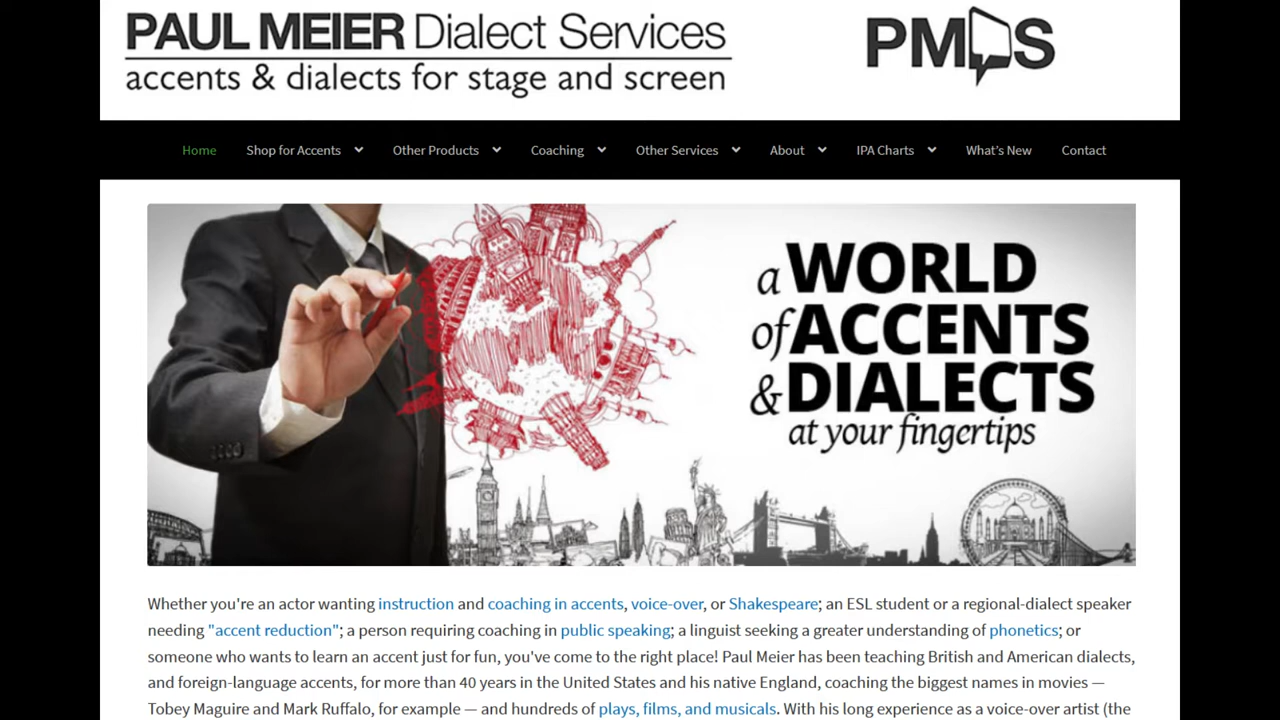 PAUL MEIER Dialect Services
accents & dialects for stage and screen
PMDS
Home Shop for Accents Other Products Coaching Other Services About IPA Charts What's New Contact
a WORLD
of ACCENTS
& DIALECTS
at your fingertips
Whether you're an actor wanting instruction and coaching in accents, voice-over, or Shakespeare; an ESL student or a regional-dialect speaker
needing "accent reduction"; a person requiring coaching in public speaking; a linguist seeking a greater understanding of phonetics; or
someone who wants to learn an accent just for fun, you've come to the right place! Paul Meier has been teaching British and American dialects,
and foreign-language accents, for more than 40 years in the United States and his native England, coaching the biggest names in movies —
Tobey Maguire and Mark Ruffalo, for example — and hundreds of plays, films, and musicals. With his long experience as a voice-over artist (the